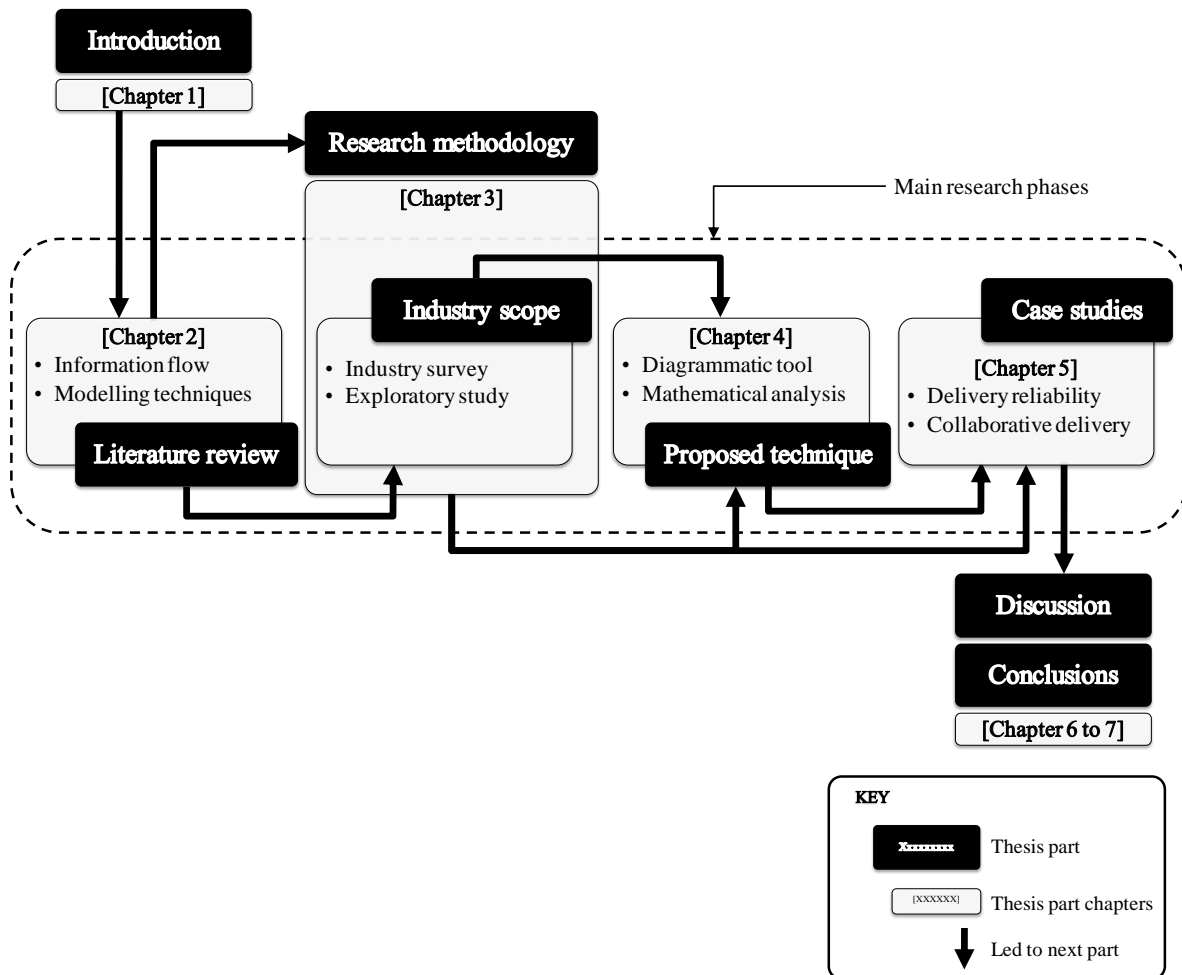 Introduction
[Chapter 1]
Research methodology
[Chapter 3]
Main research phases
Industry scope
Case studies
[Chapter 2]
• Information flow
• Modelling techniques
Literature review
• Industry survey
• Exploratory study
[Chapter 4]
• Diagrammatic tool
• Mathematical analysis
Proposed technique
[Chapter 5]
• Delivery reliability
• Collaborative delivery
Discussion
Conclusions
[Chapter 6 to 7]
KEY
Thesis part
[XXXXXX]
Thesis part chapters
Led to next part